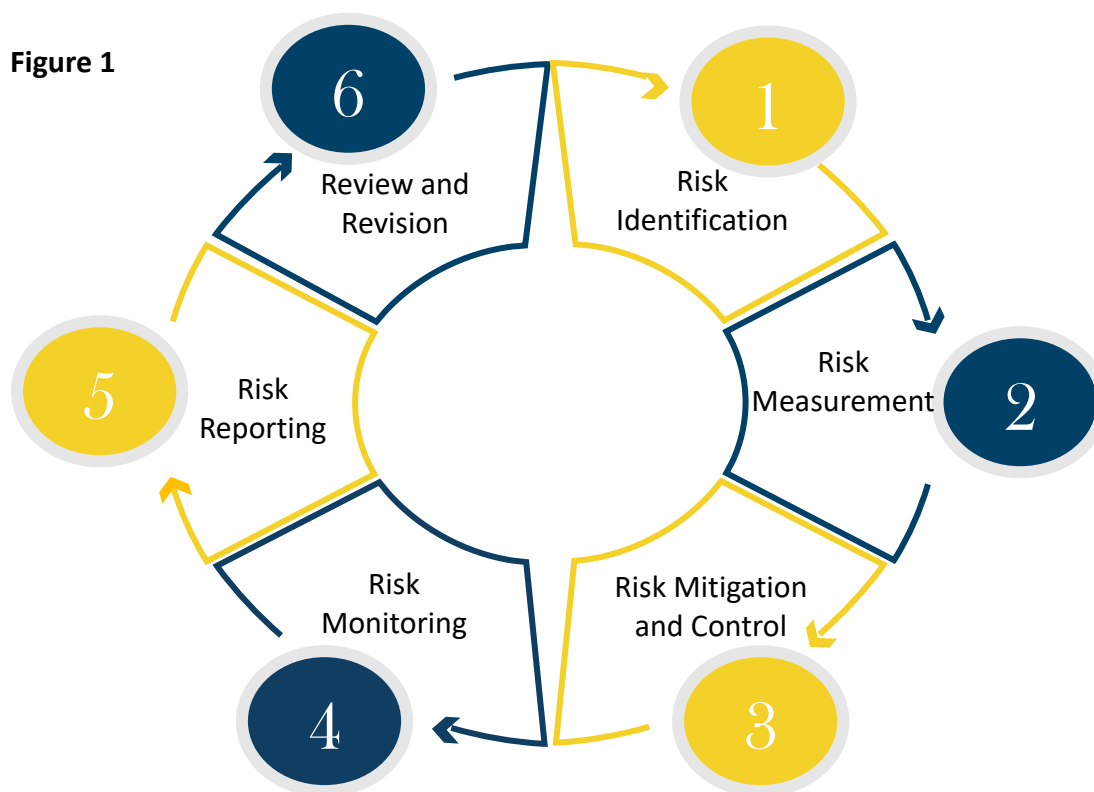 Figure 1
1
Risk
Identification
2
Risk
Measurement
3
Risk Mitigation
and Control
4
Risk
Monitoring
5
Risk
Reporting
6
Review and
Revision